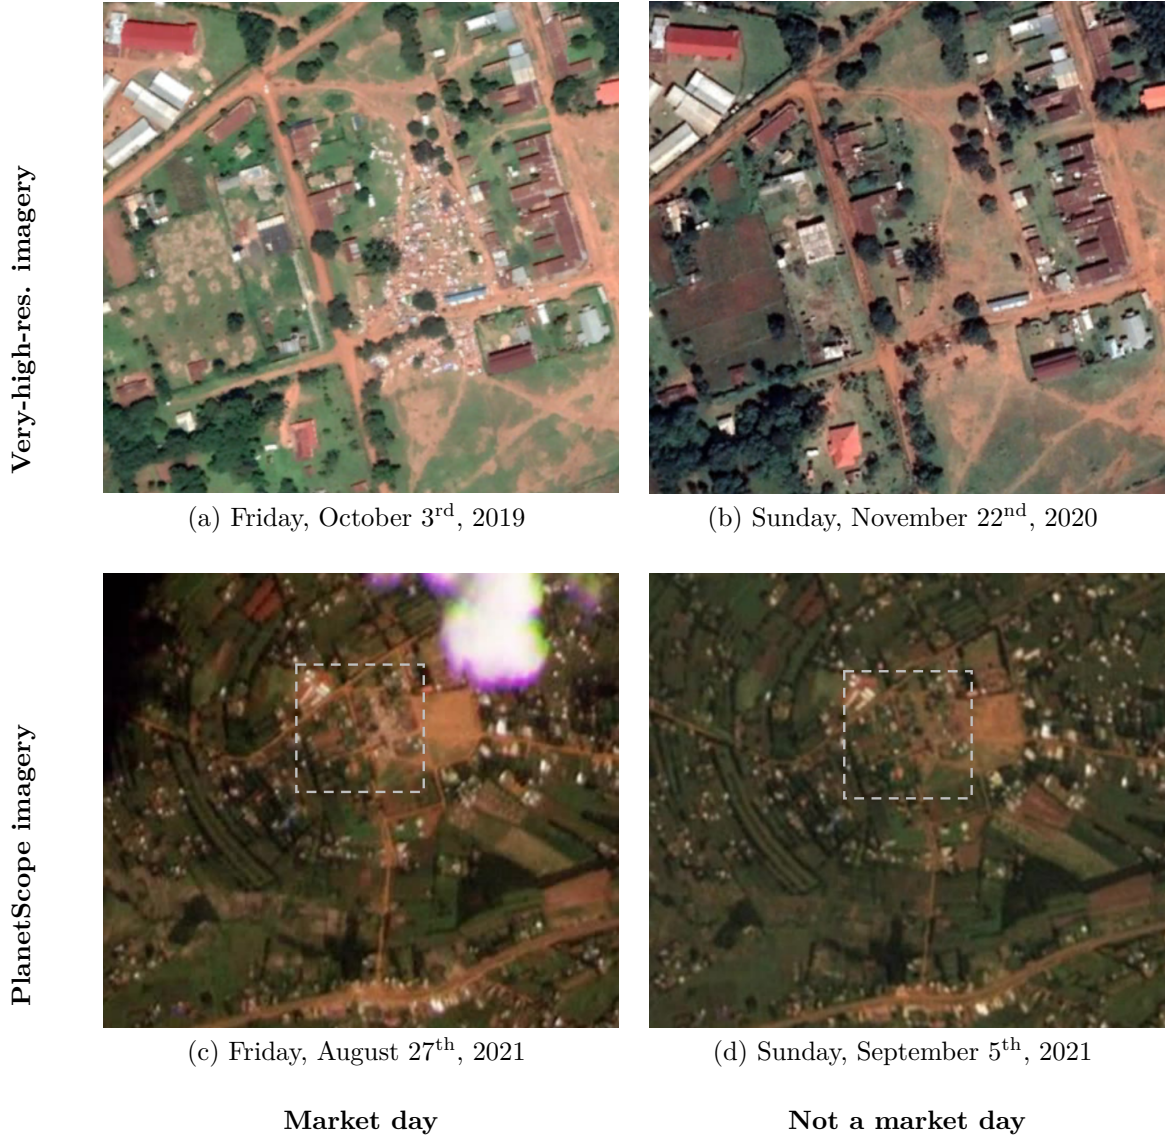 Very-high-res. imagery
(a) Friday, October 3rd, 2019
(b) Sunday, November 22nd, 2020
PlanetScope imagery
(c) Friday, August 27th, 2021
(d) Sunday, September 5th, 2021
Market day
Not a market day